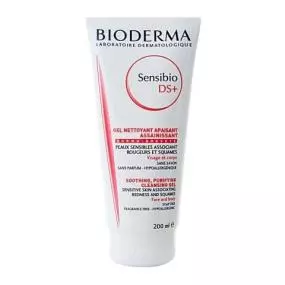 BIODERMA
LABORATOIRE DERMATOLOGIQUE
Sensibio
DS+
GEL NETTOYANT APAISANT
ASSAINISSANT
PEAUX SENSIBLES ASSOCIANT
ROUGEURS ET SQUAMES
Visage et corps
SANS SAVON
SANS PARFUM - HYPOALLERGÉNIQUE
SOOTHING, PURIFYING
CLEANSING GEL
SENSITIVE SKIN ASSOCIATING
REDNESS AND SQUAMES
Face and body
SOAP FREE
FRAGRANCE FREE - HYPOALLERGENIC
200 ml e